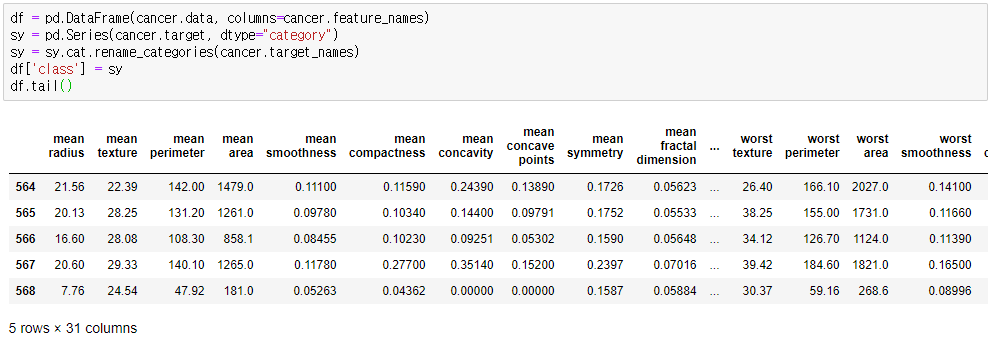 df = pd.DataFrame(cancer.data, columns=cancer.feature_names)
sy = pd.Series(cancer.target, dtype="category")
sy = sy.cat.rename_categories(cancer.target_names)
df['class'] = sy
df.tail()
mean radius mean texture mean perimeter mean area mean smoothness mean compactness mean concavity mean concave points mean symmetry mean fractal dimension ... worst texture worst perimeter worst area worst smoothness
564 21.56 22.39 142.00 1479.0 0.11100 0.11590 0.24390 0.13890 0.1726 0.05623 ... 26.40 166.10 2027.0 0.14100
565 20.13 28.25 131.20 1261.0 0.09780 0.10340 0.14400 0.09791 0.1752 0.05533 ... 38.25 155.00 1731.0 0.11660
566 16.60 28.08 108.30 858.1 0.08455 0.10230 0.09251 0.05302 0.1590 0.05648 ... 34.12 126.70 1124.0 0.11390
567 20.60 29.33 140.10 1265.0 0.11780 0.27700 0.35140 0.15200 0.2397 0.07016 ... 39.42 184.60 1821.0 0.16500
568 7.76 24.54 47.92 181.0 0.05263 0.04362 0.00000 0.00000 0.1587 0.05884 ... 30.37 59.16 268.6 0.08996
5 rows × 31 columns